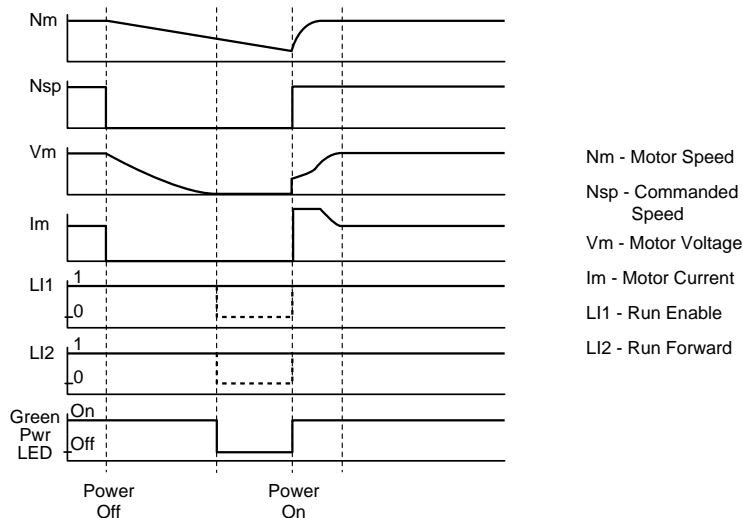 Nm
Nsp
Vm
Im
LI1
1
0
LI2
1
0
Green
Pwr
LED
On
Off
Power
Off
Power
On
Nm - Motor Speed
Nsp - Commanded
Speed
Vm - Motor Voltage
Im - Motor Current
LI1 - Run Enable
LI2 - Run Forward